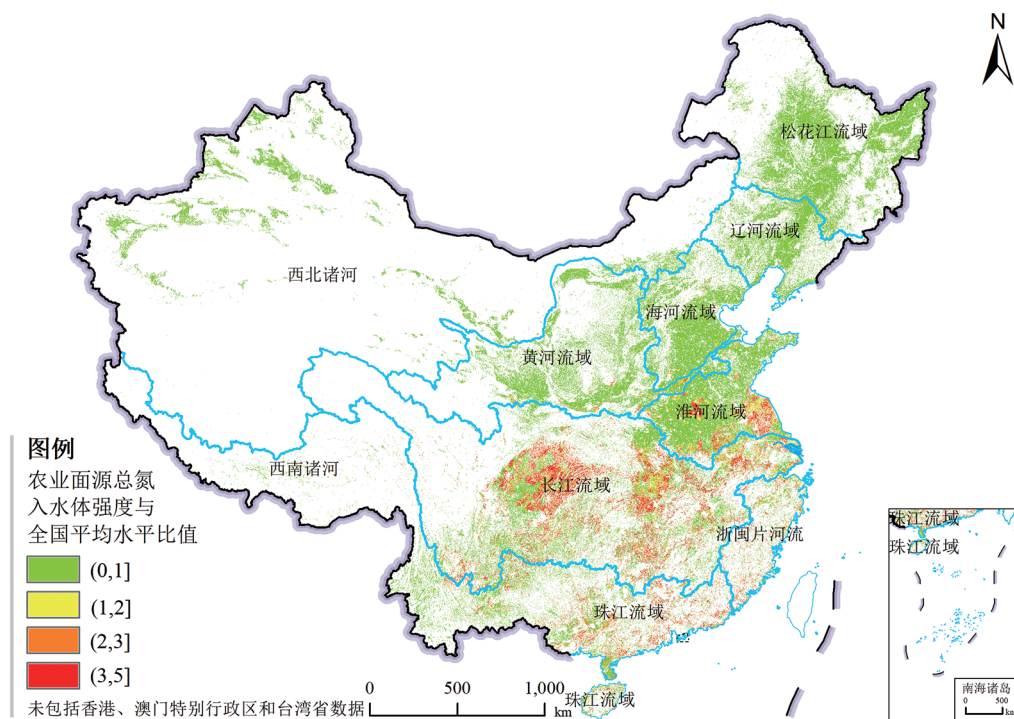 N
松花江流域
辽河流域
西北诸河
海河流域
黄河流域
淮河流域
西南诸河
长江流域
浙闽片河流
珠江流域
珠江流域
图例
农业面源总氮
入水体强度与
全国平均水平比值
(0,1]
(1,2]
(2,3]
(3,5]
未包括香港、澳门特别行政区和台湾省数据
0 500 1,000
km
珠江流域
珠江流域
南海诸岛
0 500
km